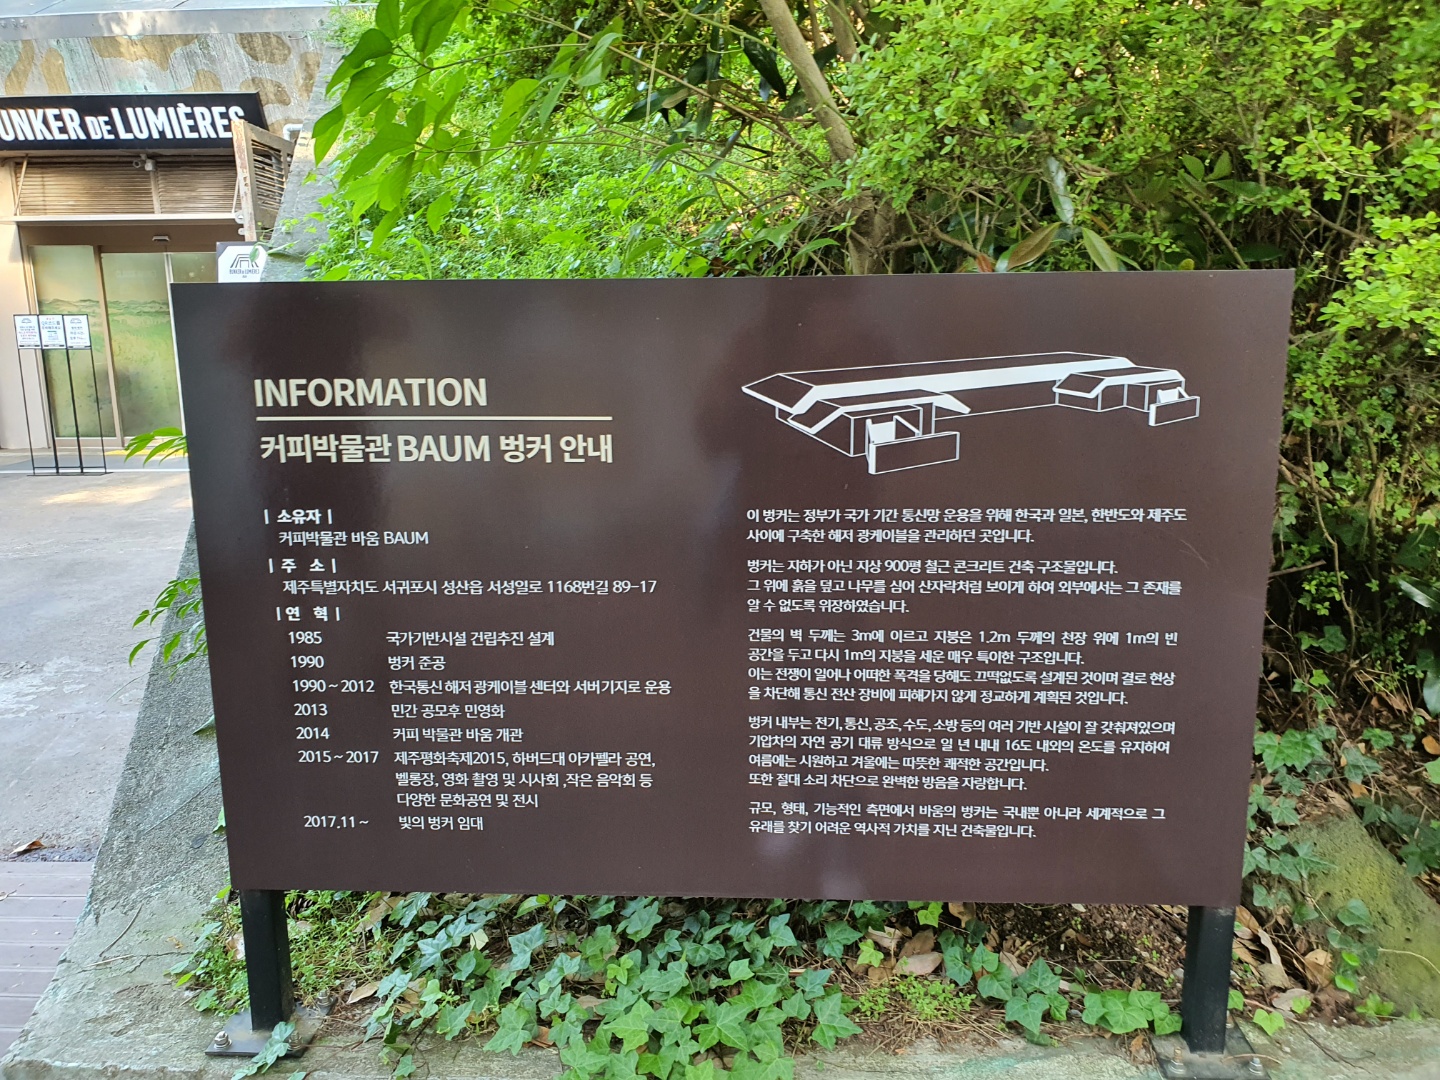 UNKER DE LUMIÈRES
BUNKER DE LUMIÈRES
INFORMATION
커피박물관 BAUM 벙커 안내
| 소유자 |
커피박물관 바움 BAUM
| 주 소 |
제주특별자치도 서귀포시 성산읍 서성일로 1168번길 89-17
| 연 혁 |
1985 국가기반시설 건립추진 설계
1990 벙커 준공
1990 ~ 2012 한국통신 해저 광케이블 센터와 서버 기지로 운용
2013 민간 공모후 민영화
2014 커피 박물관 바움 개관
2015 ~ 2017 제주평화축제2015, 하버드대 아카펠라 공연,
벨롱장, 영화 촬영 및 시사회 ,작은 음악회 등
다양한 문화공연 및 전시
2017.11 ~ 빛의 벙커 임대
이 벙커는 정부가 국가 기간 통신망 운용을 위해 한국과 일본, 한반도와 제주도
사이에 구축한 해저 광케이블을 관리하던 곳입니다.
벙커는 지하가 아닌 지상 900평 철근 콘크리트 건축 구조물입니다.
그 위에 흙을 덮고 나무를 심어 산자락처럼 보이게 하여 외부에서는 그 존재를
알 수 없도록 위장하였습니다.
건물의 벽 두께는 3m에 이르고 지붕은 1.2m 두께의 천장 위에 1m의 빈
공간을 두고 다시 1m의 지붕을 세운 매우 특이한 구조입니다.
이는 전쟁이 일어나 어떠한 폭격을 당해도 끄떡없도록 설계된 것이며 결로 현상
을 차단해 통신 전산 장비에 피해가지 않게 정교하게 계획된 것입니다.
벙커 내부는 전기, 통신, 공조, 수도, 소방 등의 여러 기반 시설이 잘 갖춰져있으며
기압차의 자연 공기 대류 방식으로 일 년 내내 16도 내외의 온도를 유지하여
여름에는 시원하고 겨울에는 따뜻한 쾌적한 공간입니다.
또한 절대 소리 차단으로 완벽한 방음을 자랑합니다.
규모, 형태, 기능적인 측면에서 바움의 벙커는 국내뿐 아니라 세계적으로 그
유래를 찾기 어려운 역사적 가치를 지닌 건축물입니다.